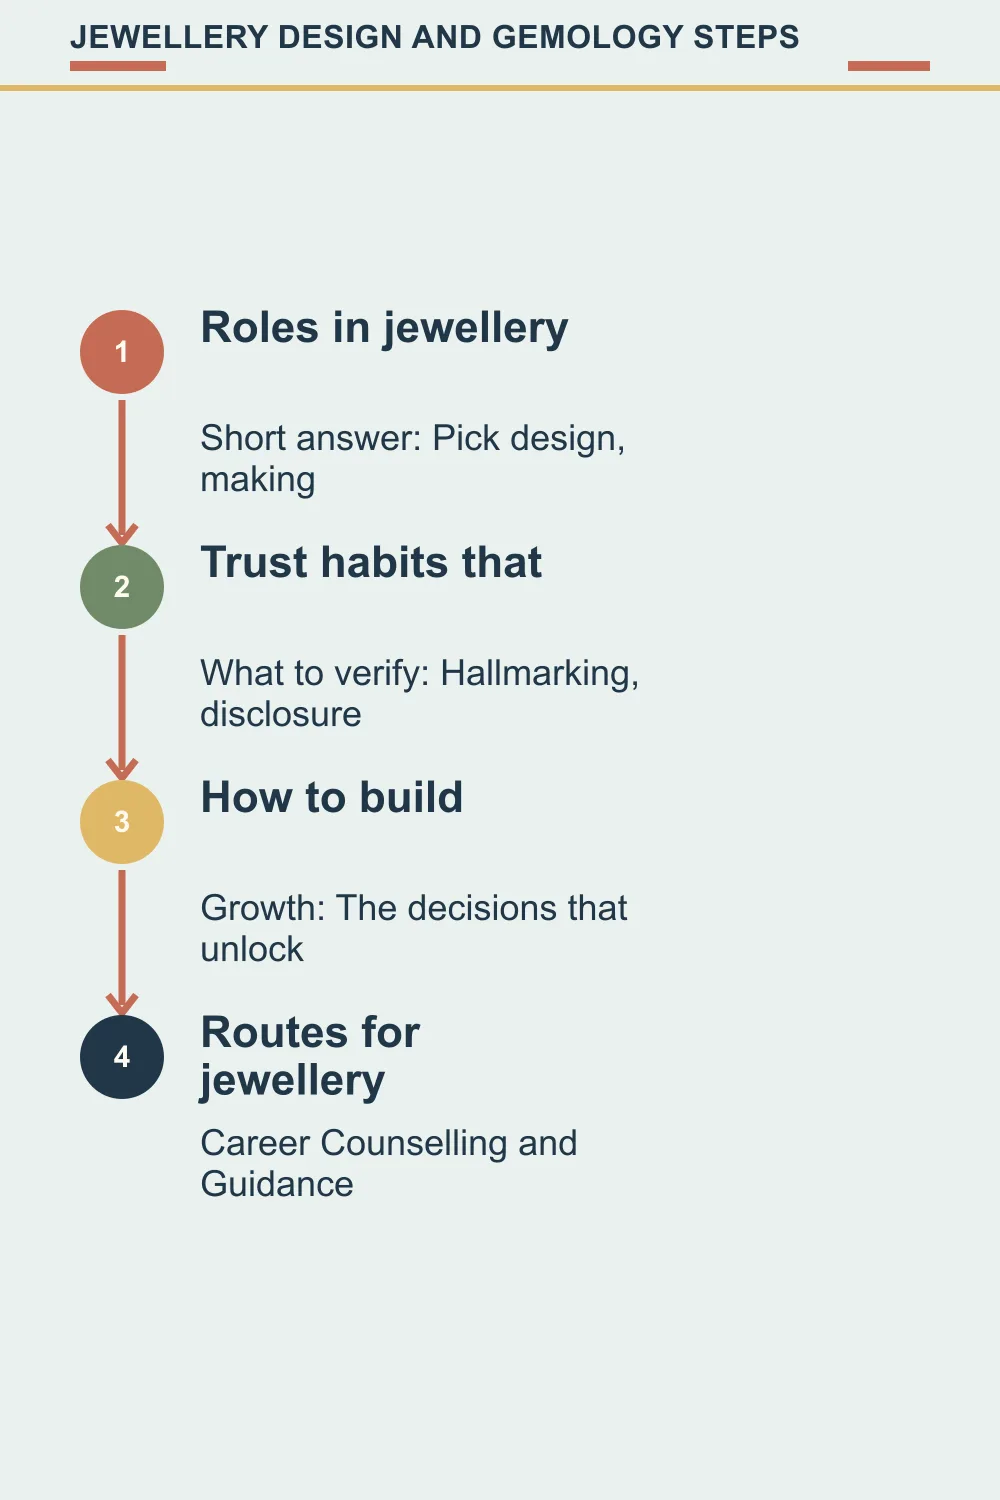 JEWELLERY DESIGN AND GEMOLOGY STEPS
1
Roles in jewellery
Short answer: Pick design,
making
2
Trust habits that
What to verify: Hallmarking,
disclosure
3
How to build
Growth: The decisions that
unlock
4
Routes for
jewellery
Career Counselling and
Guidance